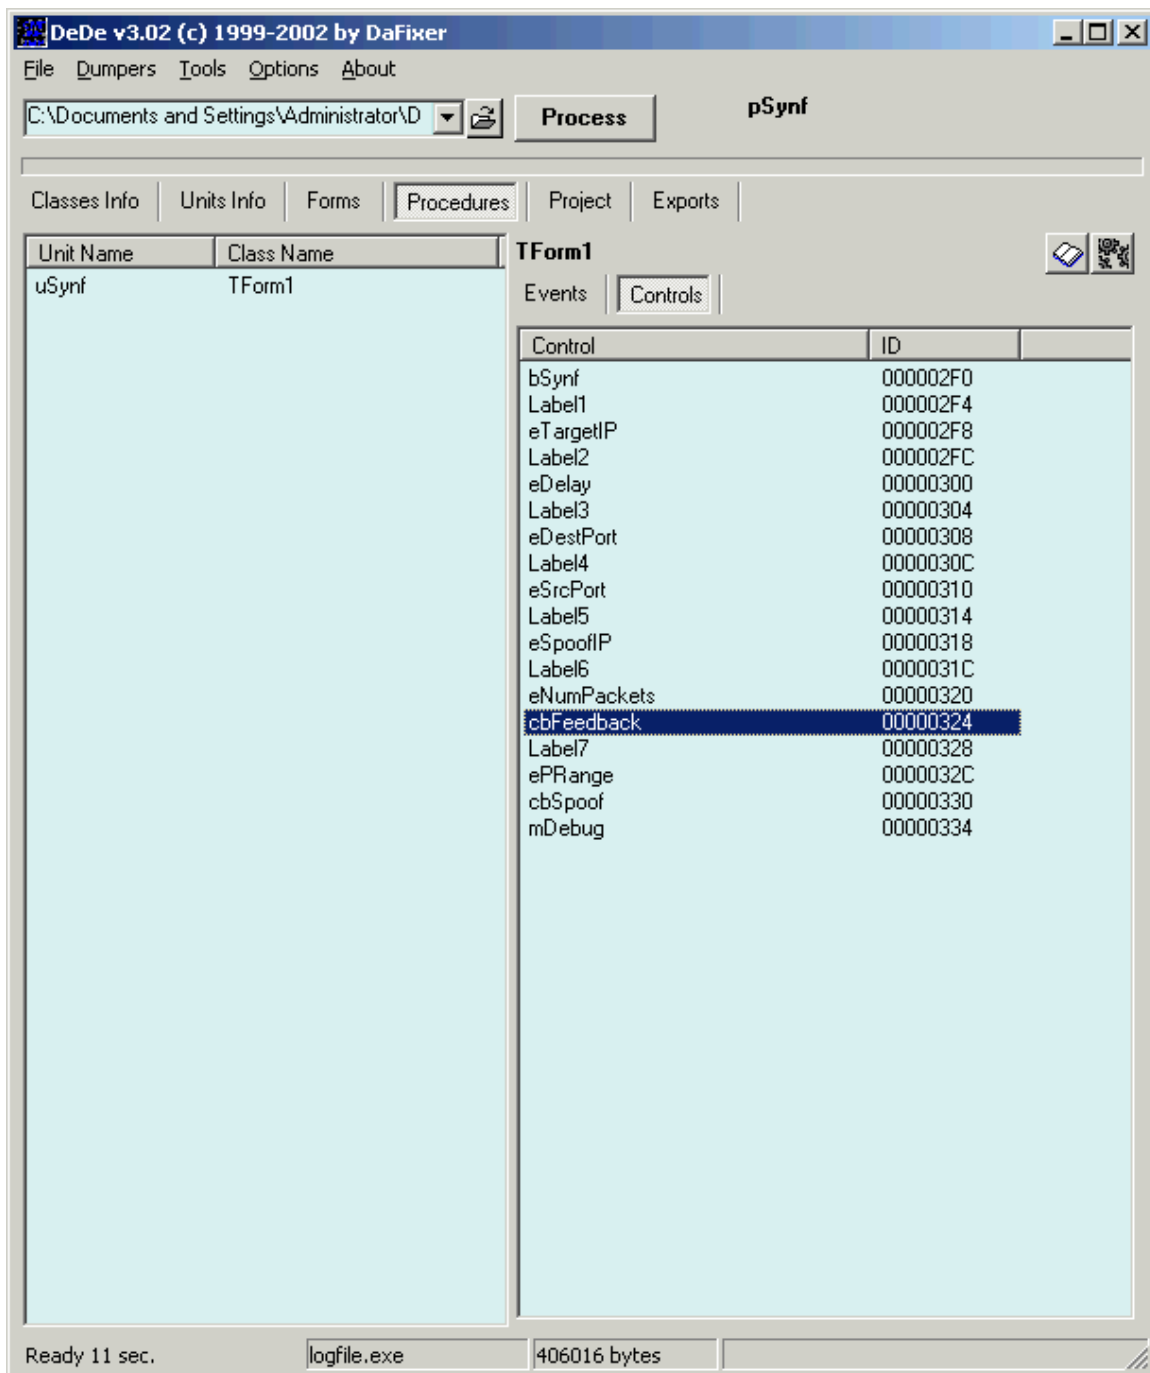 DeDe v3.02 (c) 1999-2002 by DaFixer
File Dumpers Tools Options About
C:\Documents and Settings\Administrator\D Process pSynf
Classes Info Units Info Forms Procedures Project Exports
Unit Name Class Name
uSynf TForm1
TForm1
Events Controls
Control ID
bSynf 000002F0
Label1 000002F4
eTargetIP 000002F8
Label2 000002FC
eDelay 00000300
Label3 00000304
eDestPort 00000308
Label4 0000030C
eSrcPort 00000310
Label5 00000314
eSpoofIP 00000318
Label6 0000031C
eNumPackets 00000320
cbFeedback 00000324
Label7 00000328
ePRange 0000032C
cbSpoof 00000330
mDebug 00000334
Ready 11 sec. logfile.exe 406016 bytes